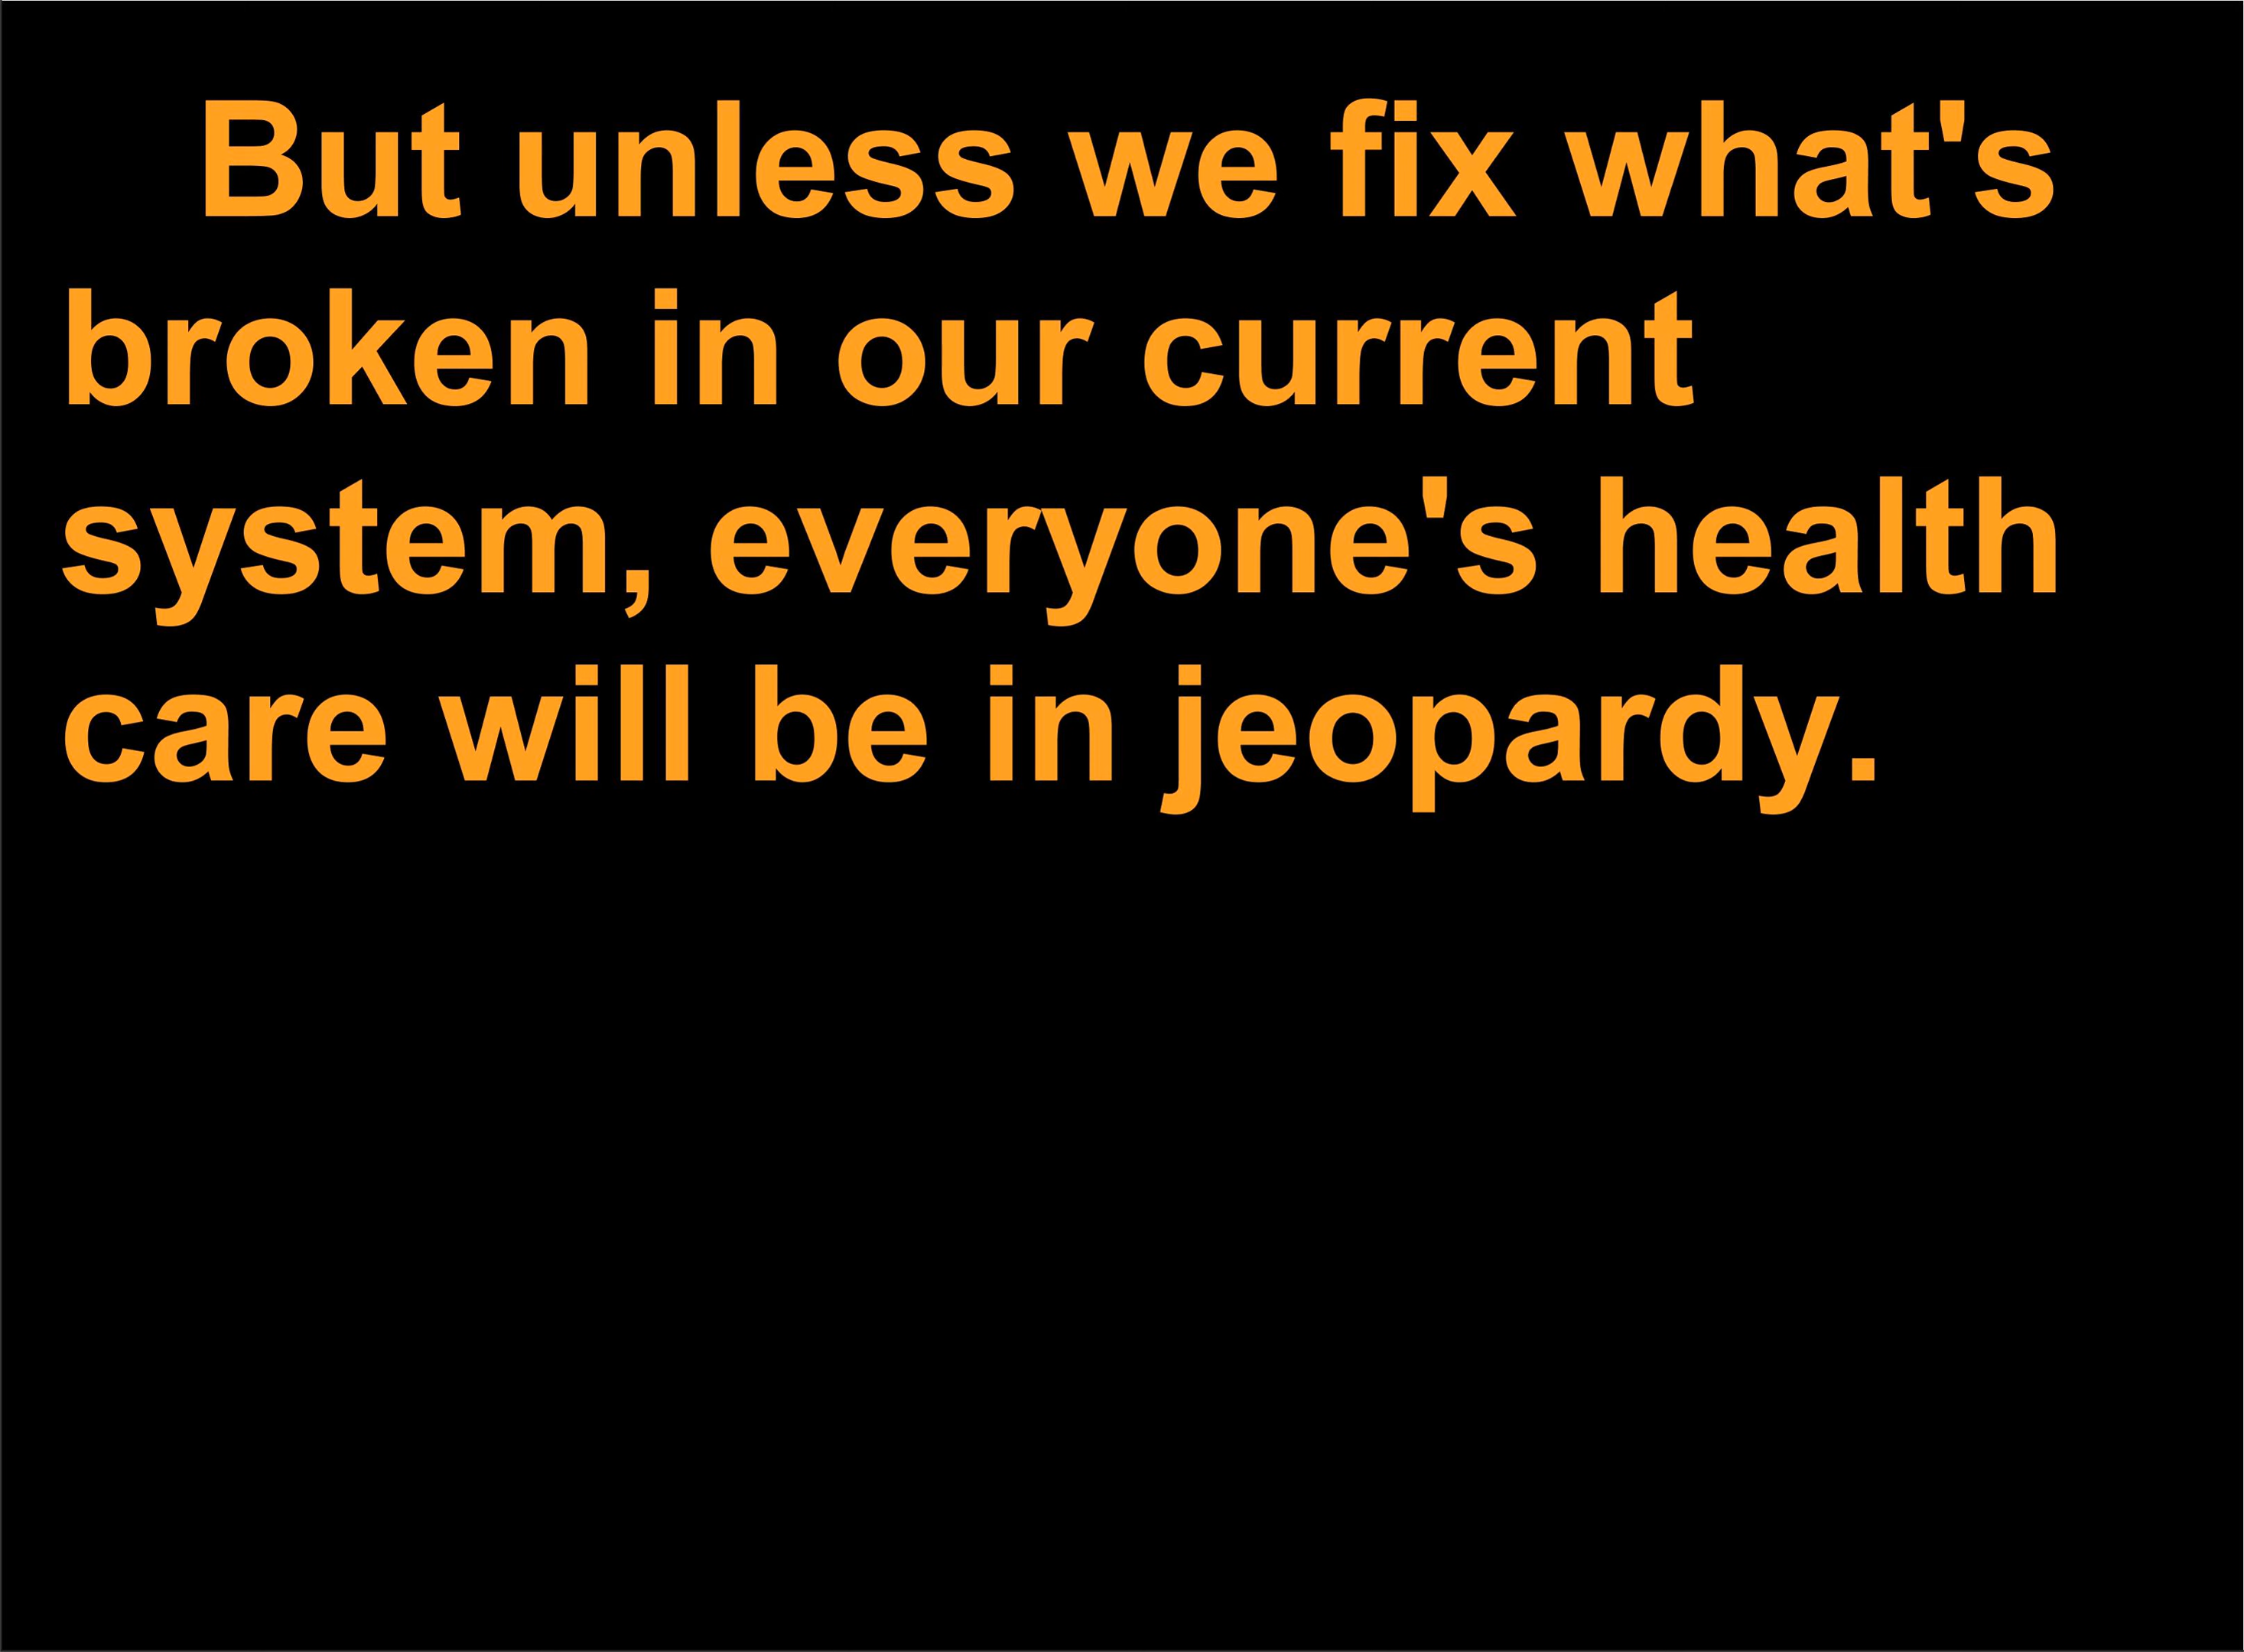 But unless we fix what's
broken in our current
system, everyone's health
care will be in jeopardy.